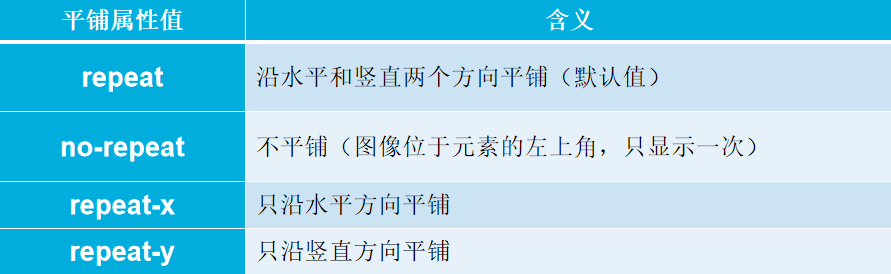 平铺属性值 含义
repeat 沿水平和竖直两个方向平铺（默认值）
no-repeat 不平铺（图像位于元素的左上角，只显示一次）
repeat-x 只沿水平方向平铺
repeat-y 只沿竖直方向平铺